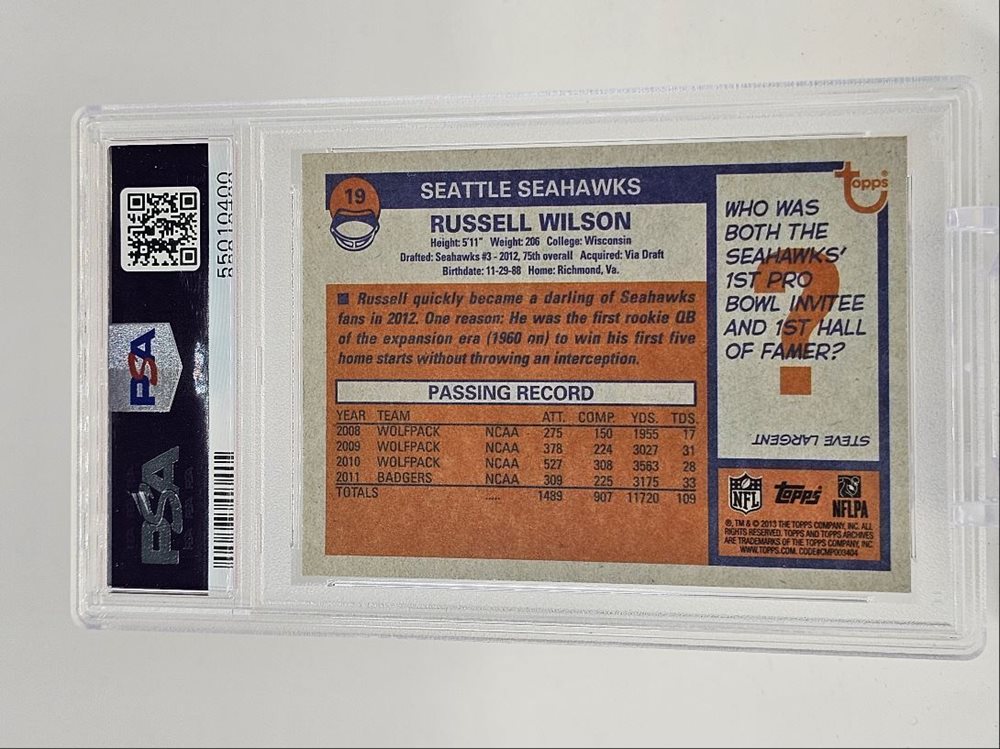 55010400
PSA
PSA
19
SEATTLE SEAHAWKS
RUSSELL WILSON
Height: 5'11" Weight: 206 College: Wisconsin
Drafted: Seahawks #3 - 2012, 75th overall Acquired: Via Draft
Birthdate: 11-29-88 Home: Richmond, Va.
Russell quickly became a darling of Seahawks
fans in 2012. One reason: He was the first rookie QB
of the expansion era (1960 on) to win his first five
home starts without throwing an interception.
PASSING RECORD
YEAR TEAM ATT. COMP. YDS. TDS.
2008 WOLFPACK NCAA 275 150 1955 17
2009 WOLFPACK NCAA 378 224 3027 31
2010 WOLFPACK NCAA 527 308 3563 28
2011 BADGERS NCAA 309 225 3175 33
TOTALS ..... 1489 907 11720 109
topps®
WHO WAS
BOTH THE
SEAHAWKS'
1ST PRO
BOWL INVITEE
AND 1ST HALL
OF FAMER?
?
STEVE LARGENT
NFL topps NFLPA
®, TM & © 2013 THE TOPPS COMPANY, INC. ALL
RIGHTS RESERVED. TOPPS AND TOPPS ARCHIVES
ARE TRADEMARKS OF THE TOPPS COMPANY, INC.
WWW.TOPPS.COM. CODE#CMP003404